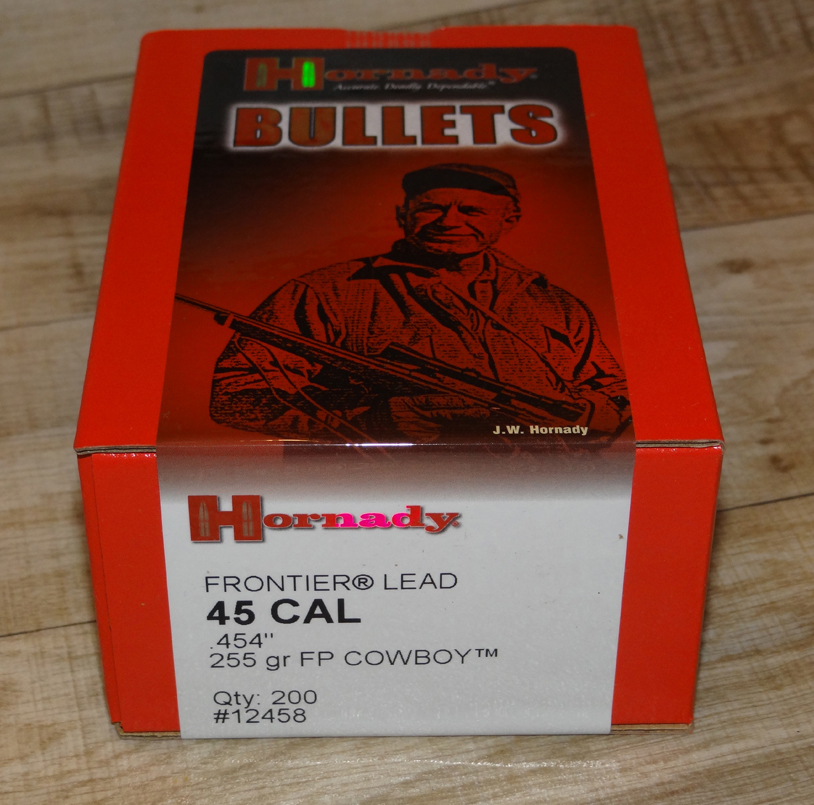 Hornady.
Accurate. Deadly. Dependable.™
BULLETS
J.W. Hornady
Hornady.
FRONTIER® LEAD
45 CAL
.454"
255 gr FP COWBOY™
Qty: 200
#12458